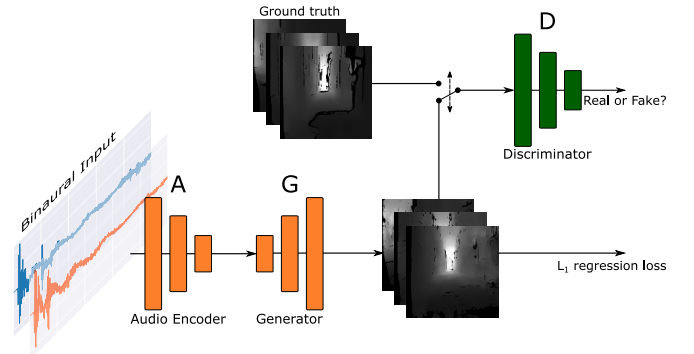 Ground truth
D
Real or Fake?
Discriminator
Binaural Input
A
G
Audio Encoder
Generator
L₁ regression loss